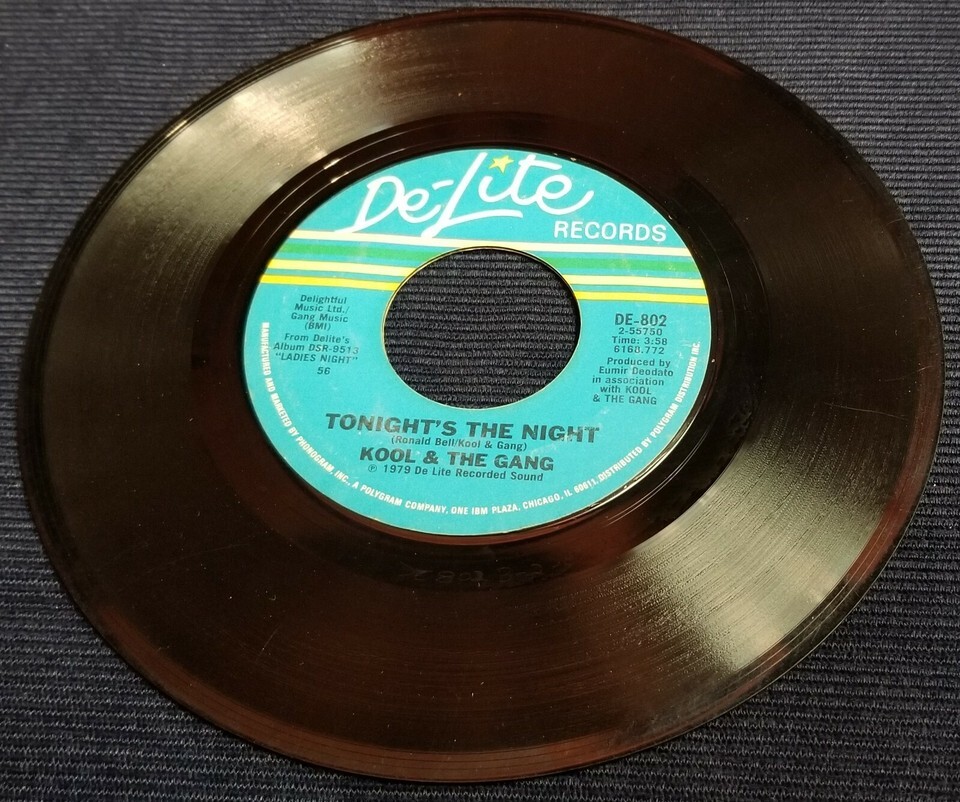 De-Lite
RECORDS
Delightful
Music Ltd./
Gang Music
(BMI)
From Delite's
Album DSR-9513
"LADIES NIGHT"
56
DE-802
2-55750
Time: 3:58
6168.772
Produced by
Eumir Deodato
in association
with KOOL
& THE GANG
TONIGHT'S THE NIGHT
(Ronald Bell/Kool & Gang)
KOOL & THE GANG
℗ 1979 De Lite Recorded Sound
MANUFACTURED AND MARKETED BY PHONOGRAM, INC., A POLYGRAM COMPANY, ONE IBM PLAZA, CHICAGO, IL 60611. DISTRIBUTED BY POLYGRAM DISTRIBUTION INC.